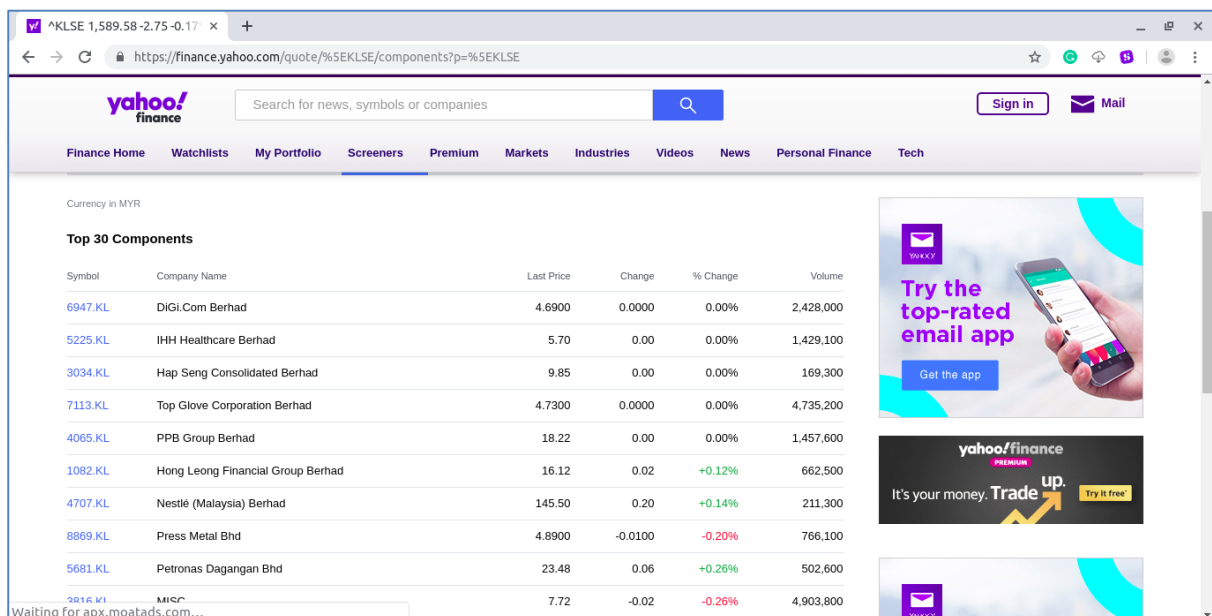 ^KLSE 1,589.58 -2.75 -0.17
https://finance.yahoo.com/quote/%5EKLSE/components?p=%5EKLSE
yahoo!
finance
Search for news, symbols or companies
Sign in
Mail
Finance Home Watchlists My Portfolio Screeners Premium Markets Industries Videos News Personal Finance Tech
Currency in MYR
Top 30 Components
Symbol Company Name Last Price Change % Change Volume
6947.KL DiGi.Com Berhad 4.6900 0.0000 0.00% 2,428,000
5225.KL IHH Healthcare Berhad 5.70 0.00 0.00% 1,429,100
3034.KL Hap Seng Consolidated Berhad 9.85 0.00 0.00% 169,300
7113.KL Top Glove Corporation Berhad 4.7300 0.0000 0.00% 4,735,200
4065.KL PPB Group Berhad 18.22 0.00 0.00% 1,457,600
1082.KL Hong Leong Financial Group Berhad 16.12 0.02 +0.12% 662,500
4707.KL Nestlé (Malaysia) Berhad 145.50 0.20 +0.14% 211,300
8869.KL Press Metal Bhd 4.8900 -0.0100 -0.20% 766,100
5681.KL Petronas Dagangan Bhd 23.48 0.06 +0.26% 502,600
3816.KL MISC 7.72 -0.02 -0.26% 4,903,800
Waiting for apx.moatads.com...
YAHOO!
Try the
top-rated
email app
Get the app
yahoo!finance
PREMIUM
It's your money. Trade up.
Try it free*